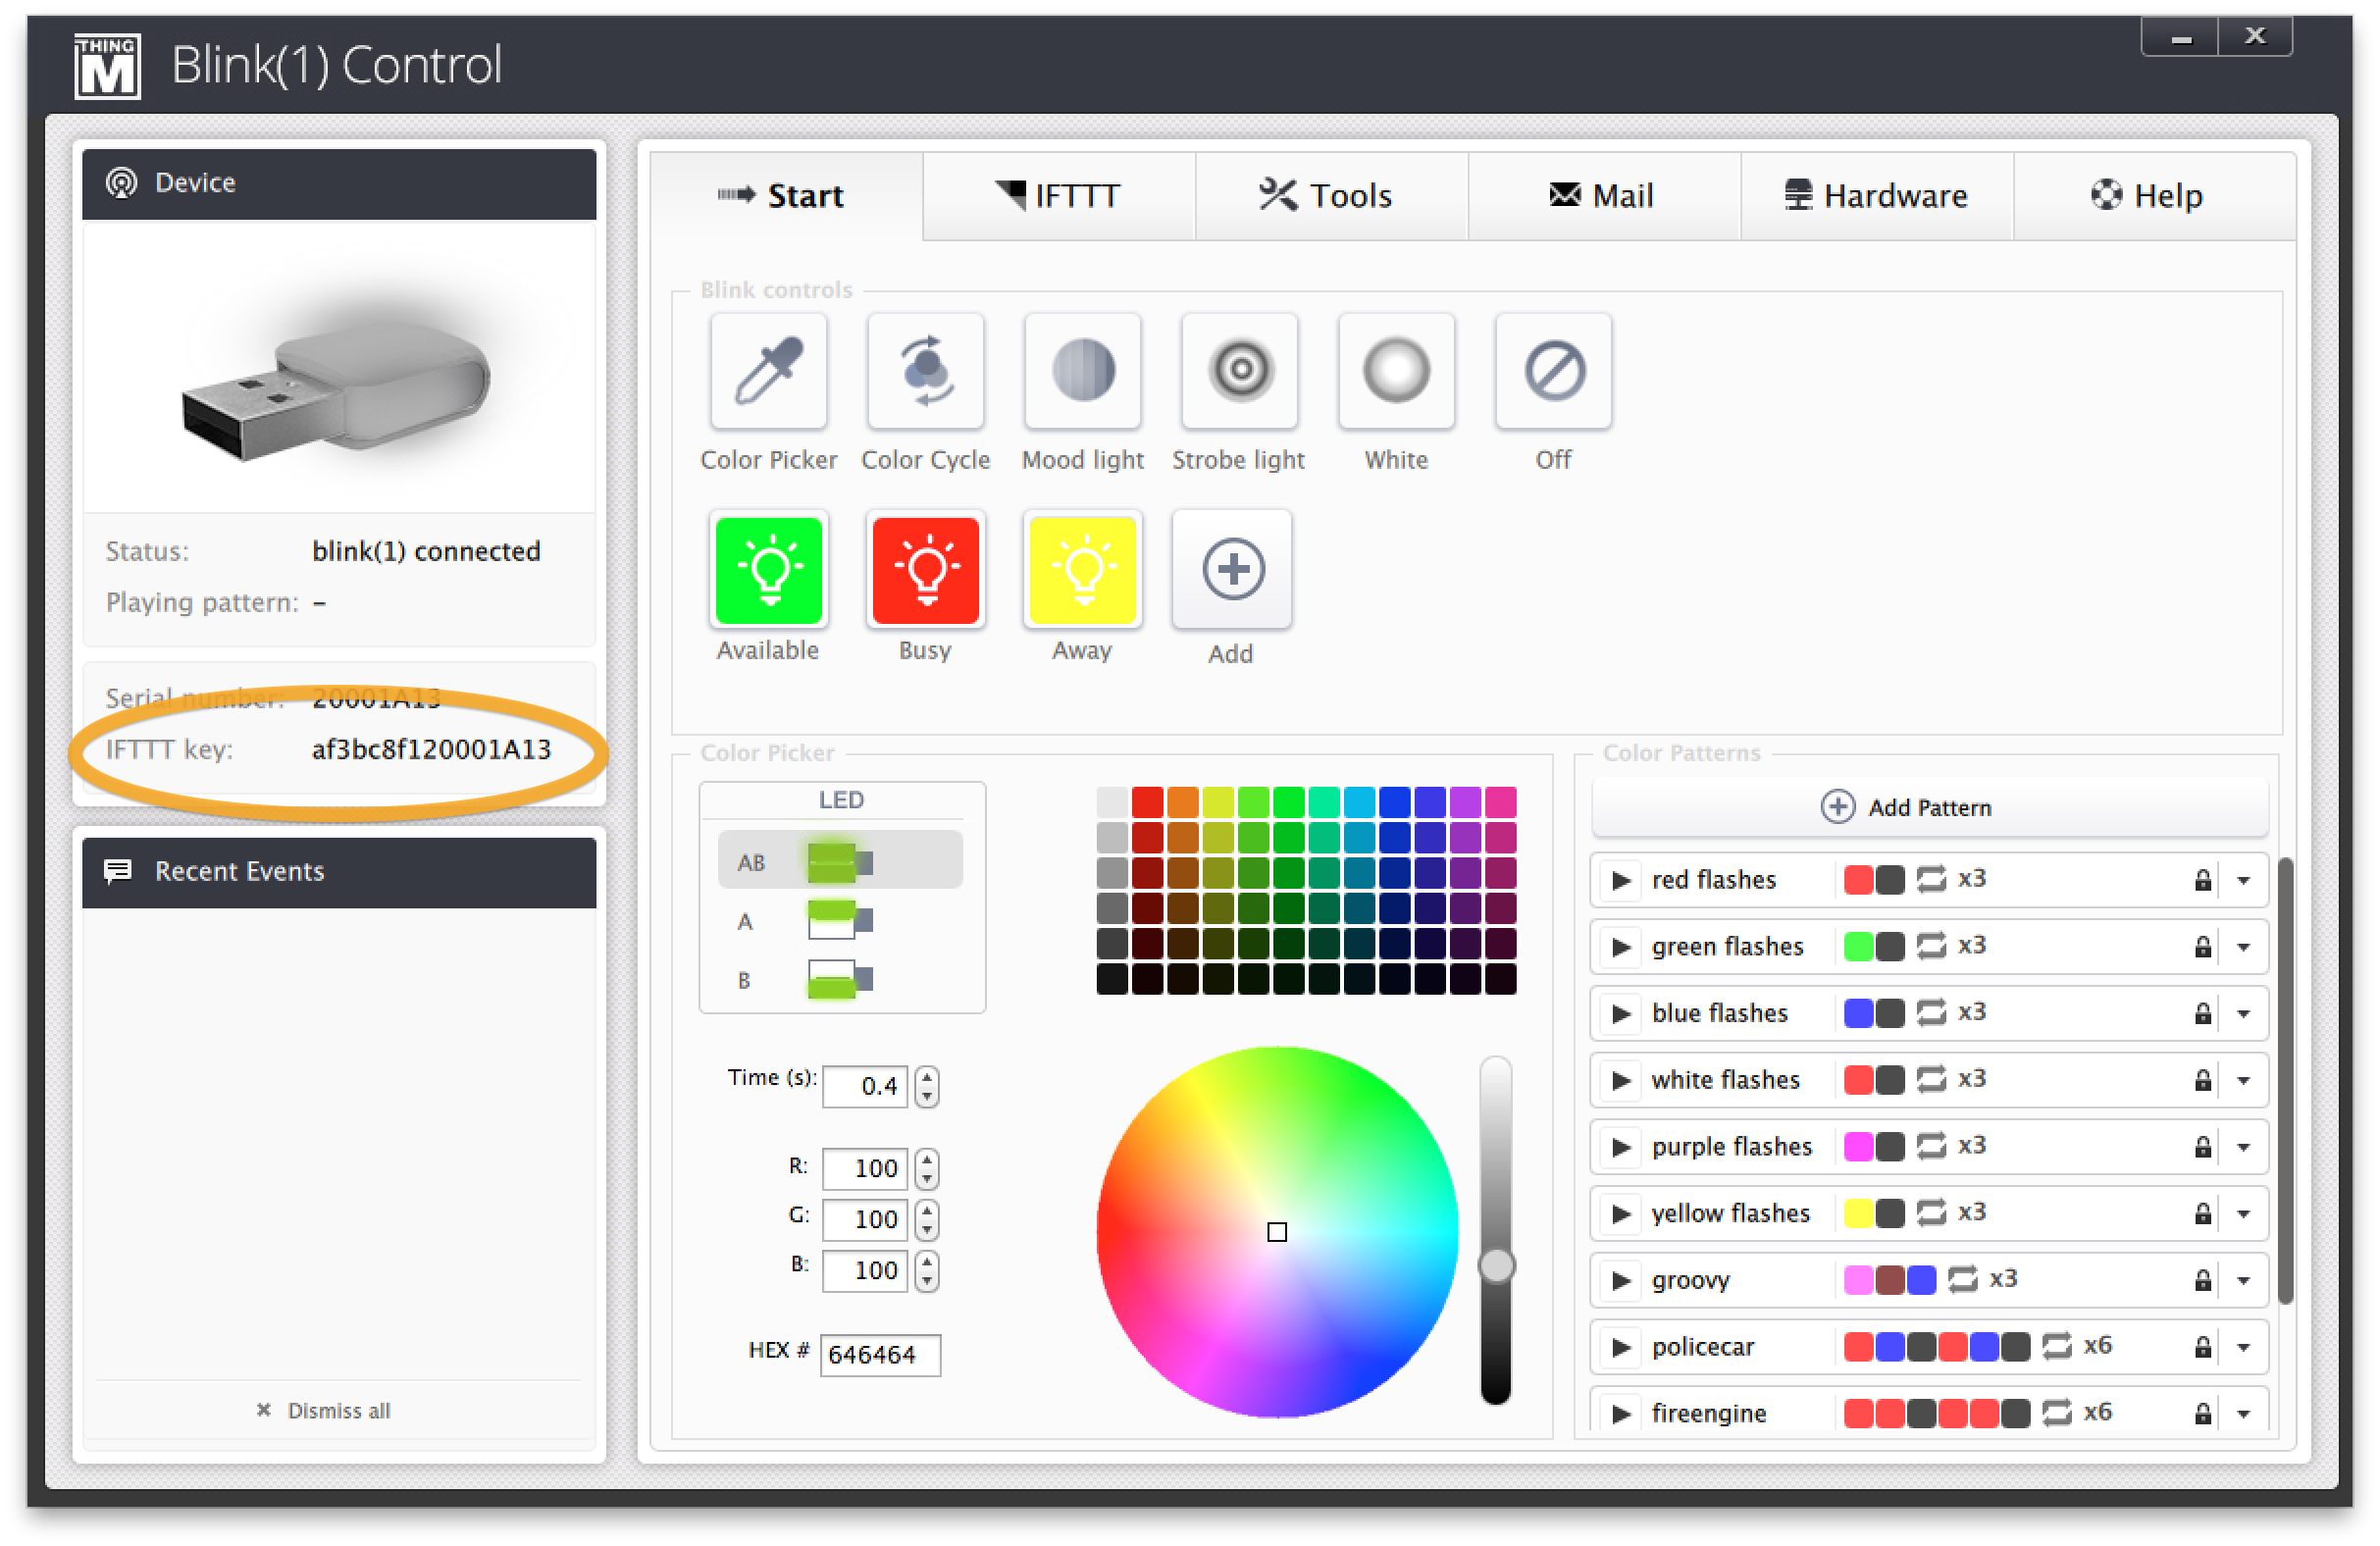 THING
M
Blink(1) Control
Device
Status: blink(1) connected
Playing pattern: –
Serial number: 20001A13
IFTTT key: af3bc8f120001A13
Recent Events
Dismiss all
Start
IFTTT
Tools
Mail
Hardware
Help
Blink controls
Color Picker
Color Cycle
Mood light
Strobe light
White
Off
Available
Busy
Away
Add
Color Picker
LED
AB
A
B
Time (s): 0.4
R: 100
G: 100
B: 100
HEX # 646464
Color Patterns
Add Pattern
red flashes x3
green flashes x3
blue flashes x3
white flashes x3
purple flashes x3
yellow flashes x3
groovy x3
policecar x6
fireengine x6